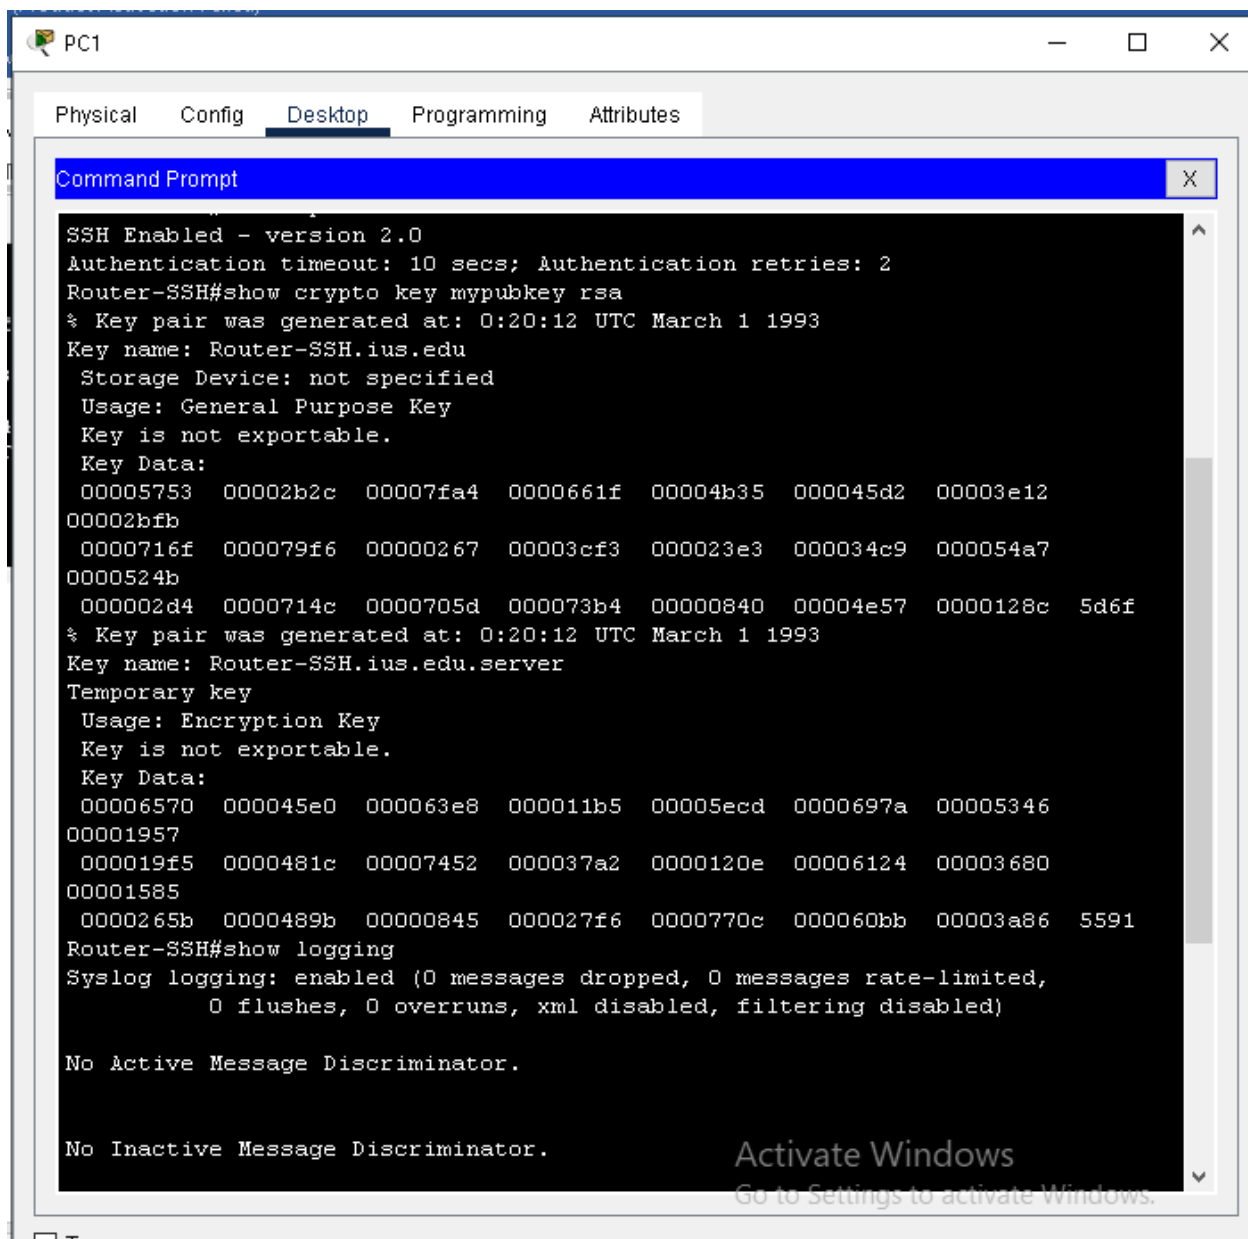 PC1
Physical Config Desktop Programming Attributes
Command Prompt
X
SSH Enabled - version 2.0
Authentication timeout: 10 secs; Authentication retries: 2
Router-SSH#show crypto key mypubkey rsa
% Key pair was generated at: 0:20:12 UTC March 1 1993
Key name: Router-SSH.ius.edu
Storage Device: not specified
Usage: General Purpose Key
Key is not exportable.
Key Data:
00005753 00002b2c 00007fa4 0000661f 00004b35 000045d2 00003e12
00002bfb
0000716f 000079f6 00000267 00003cf3 000023e3 000034c9 000054a7
0000524b
000002d4 0000714c 0000705d 000073b4 00000840 00004e57 0000128c 5d6f
% Key pair was generated at: 0:20:12 UTC March 1 1993
Key name: Router-SSH.ius.edu.server
Temporary key
Usage: Encryption Key
Key is not exportable.
Key Data:
00006570 000045e0 000063e8 000011b5 00005ecd 0000697a 00005346
00001957
000019f5 0000481c 00007452 000037a2 0000120e 00006124 00003680
00001585
0000265b 0000489b 00000845 000027f6 0000770c 000060bb 00003a86 5591
Router-SSH#show logging
Syslog logging: enabled (0 messages dropped, 0 messages rate-limited,
0 flushes, 0 overruns, xml disabled, filtering disabled)
No Active Message Discriminator.
No Inactive Message Discriminator.
Activate Windows
Go to Settings to activate Windows.